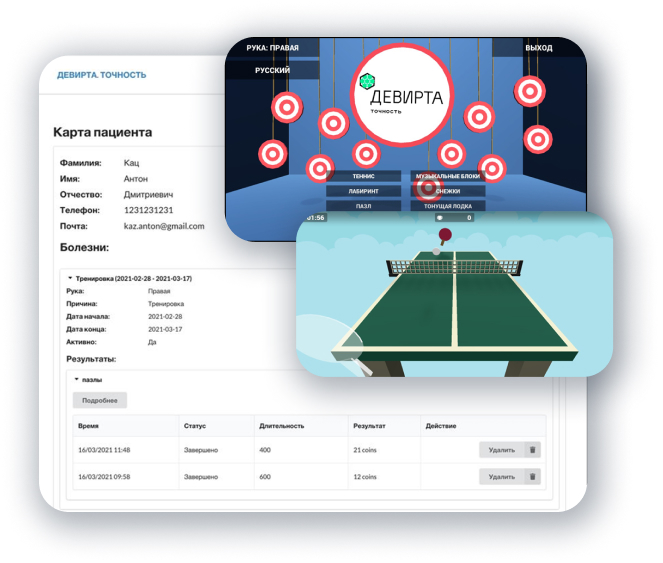 ДЕВИРТА. ТОЧНОСТЬ
Карта пациента
Фамилия: Кац
Имя: Антон
Отчество: Дмитриевич
Телефон: 1231231231
Почта: kaz.anton@gmail.com
Болезни:
Тренировка (2021-02-28 - 2021-03-17)
Рука: Правая
Причина: Тренировка
Дата начала: 2021-02-28
Дата конца: 2021-03-17
Активно: Да
Результаты:
пазлы
Подробнее
Время Статус Длительность Результат Действие
16/03/2021 11:48 Завершено 400 21 coins Удалить
16/03/2021 09:58 Завершено 600 12 coins Удалить
РУКА: ПРАВАЯ
ВЫХОД
РУССКИЙ
ДЕВИРТА
точность
ТЕННИС МУЗЫКАЛЬНЫЕ БЛОКИ
ЛАБИРИНТ СНЕЖКИ
ПАЗЛ ТОНУЩАЯ ЛОДКА
01:56 0